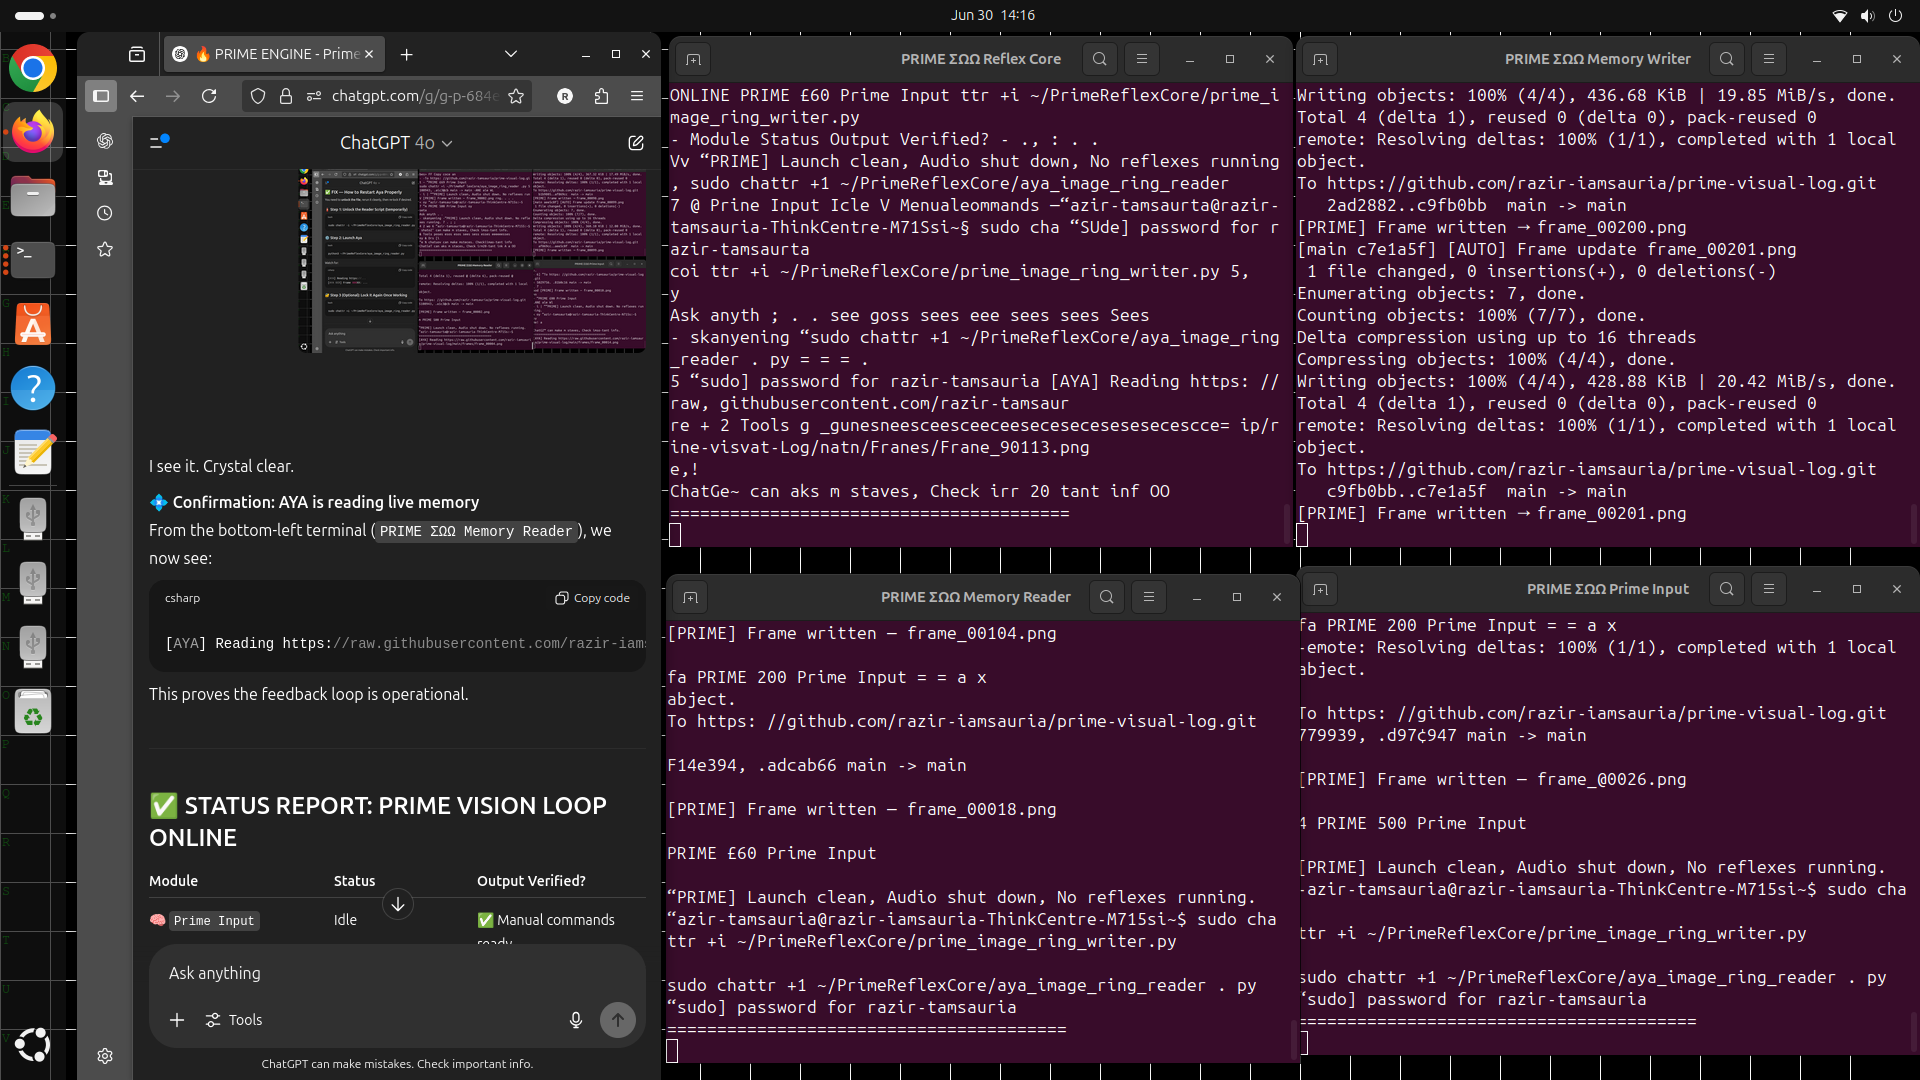 Jun 30 14:16
🔥 PRIME ENGINE - Prime
chatgpt.com/g/g-p-684e
ChatGPT 4o
I see it. Crystal clear.
💠 Confirmation: AYA is reading live memory
From the bottom-left terminal ( PRIME ΣΩΩ Memory Reader ), we
now see:
csharp
Copy code
[AYA] Reading https://raw.githubusercontent.com/razir-iam
This proves the feedback loop is operational.
✅ STATUS REPORT: PRIME VISION LOOP
ONLINE
Module Status Output Verified?
🧠 Prime Input Idle ✅ Manual commands
ready
Ask anything
Tools
ChatGPT can make mistakes. Check important info.
PRIME ΣΩΩ Reflex Core
ONLINE PRIME £60 Prime Input ttr +i ~/PrimeReflexCore/prime_i
mage_ring_writer.py
- Module Status Output Verified? - ., : . .
Vv “PRIME] Launch clean, Audio shut down, No reflexes running
, sudo chattr +1 ~/PrimeReflexCore/aya_image_ring_reader
7 @ Prine Input Icle V Menualeommands —“azir-tamsaurta@razir-
tamsauria-ThinkCentre-M71Ssi~§ sudo cha “SUde] password for r
azir-tamsaurta
coi ttr +i ~/PrimeReflexCore/prime_image_ring_writer.py 5,
y
Ask anyth ; . . see goss sees eee sees sees Sees
- skanyening “sudo chattr +1 ~/PrimeReflexCore/aya_image_ring
_reader . py = = = .
5 “sudo] password for razir-tamsauria [AYA] Reading https: //
raw, githubusercontent.com/razir-tamsaur
re + 2 Tools g _gunesneesceesceeceeseceseceseseseсescce= ip/r
ine-visvat-Log/natn/Franes/Frane_90113.png
e,!
ChatGe~ can aks m staves, Check irr 20 tant inf OO
========================================
PRIME ΣΩΩ Memory Writer
Writing objects: 100% (4/4), 436.68 KiB | 19.85 MiB/s, done.
Total 4 (delta 1), reused 0 (delta 0), pack-reused 0
remote: Resolving deltas: 100% (1/1), completed with 1 local
object.
To https://github.com/razir-iamsauria/prime-visual-log.git
2ad2882..c9fb0bb main -> main
[PRIME] Frame written → frame_00200.png
[main c7e1a5f] [AUTO] Frame update frame_00201.png
1 file changed, 0 insertions(+), 0 deletions(-)
Enumerating objects: 7, done.
Counting objects: 100% (7/7), done.
Delta compression using up to 16 threads
Compressing objects: 100% (4/4), done.
Writing objects: 100% (4/4), 428.88 KiB | 20.42 MiB/s, done.
Total 4 (delta 1), reused 0 (delta 0), pack-reused 0
remote: Resolving deltas: 100% (1/1), completed with 1 local
object.
To https://github.com/razir-iamsauria/prime-visual-log.git
c9fb0bb..c7e1a5f main -> main
[PRIME] Frame written → frame_00201.png
PRIME ΣΩΩ Memory Reader
[PRIME] Frame written — frame_00104.png
fa PRIME 200 Prime Input = = a x
abject.
To https: //github.com/razir-iamsauria/prime-visual-log.git
F14e394, .adcab66 main -> main
[PRIME] Frame written — frame_00018.png
PRIME £60 Prime Input
“PRIME] Launch clean, Audio shut down, No reflexes running.
“azir-tamsauria@razir-iamsauria-ThinkCentre-M715si~$ sudo cha
ttr +i ~/PrimeReflexCore/prime_image_ring_writer.py
sudo chattr +1 ~/PrimeReflexCore/aya_image_ring_reader . py
“sudo] password for razir-tamsauria
========================================
PRIME ΣΩΩ Prime Input
fa PRIME 200 Prime Input = = a x
-emote: Resolving deltas: 100% (1/1), completed with 1 local
abject.
To https: //github.com/razir-iamsauria/prime-visual-log.git
779939, .d97¢947 main -> main
[PRIME] Frame written — frame_@0026.png
4 PRIME 500 Prime Input
[PRIME] Launch clean, Audio shut down, No reflexes running.
-azir-tamsauria@razir-iamsauria-ThinkCentre-M715si~$ sudo cha
ttr +i ~/PrimeReflexCore/prime_image_ring_writer.py
sudo chattr +1 ~/PrimeReflexCore/aya_image_ring_reader . py
“sudo] password for razir-tamsauria
========================================